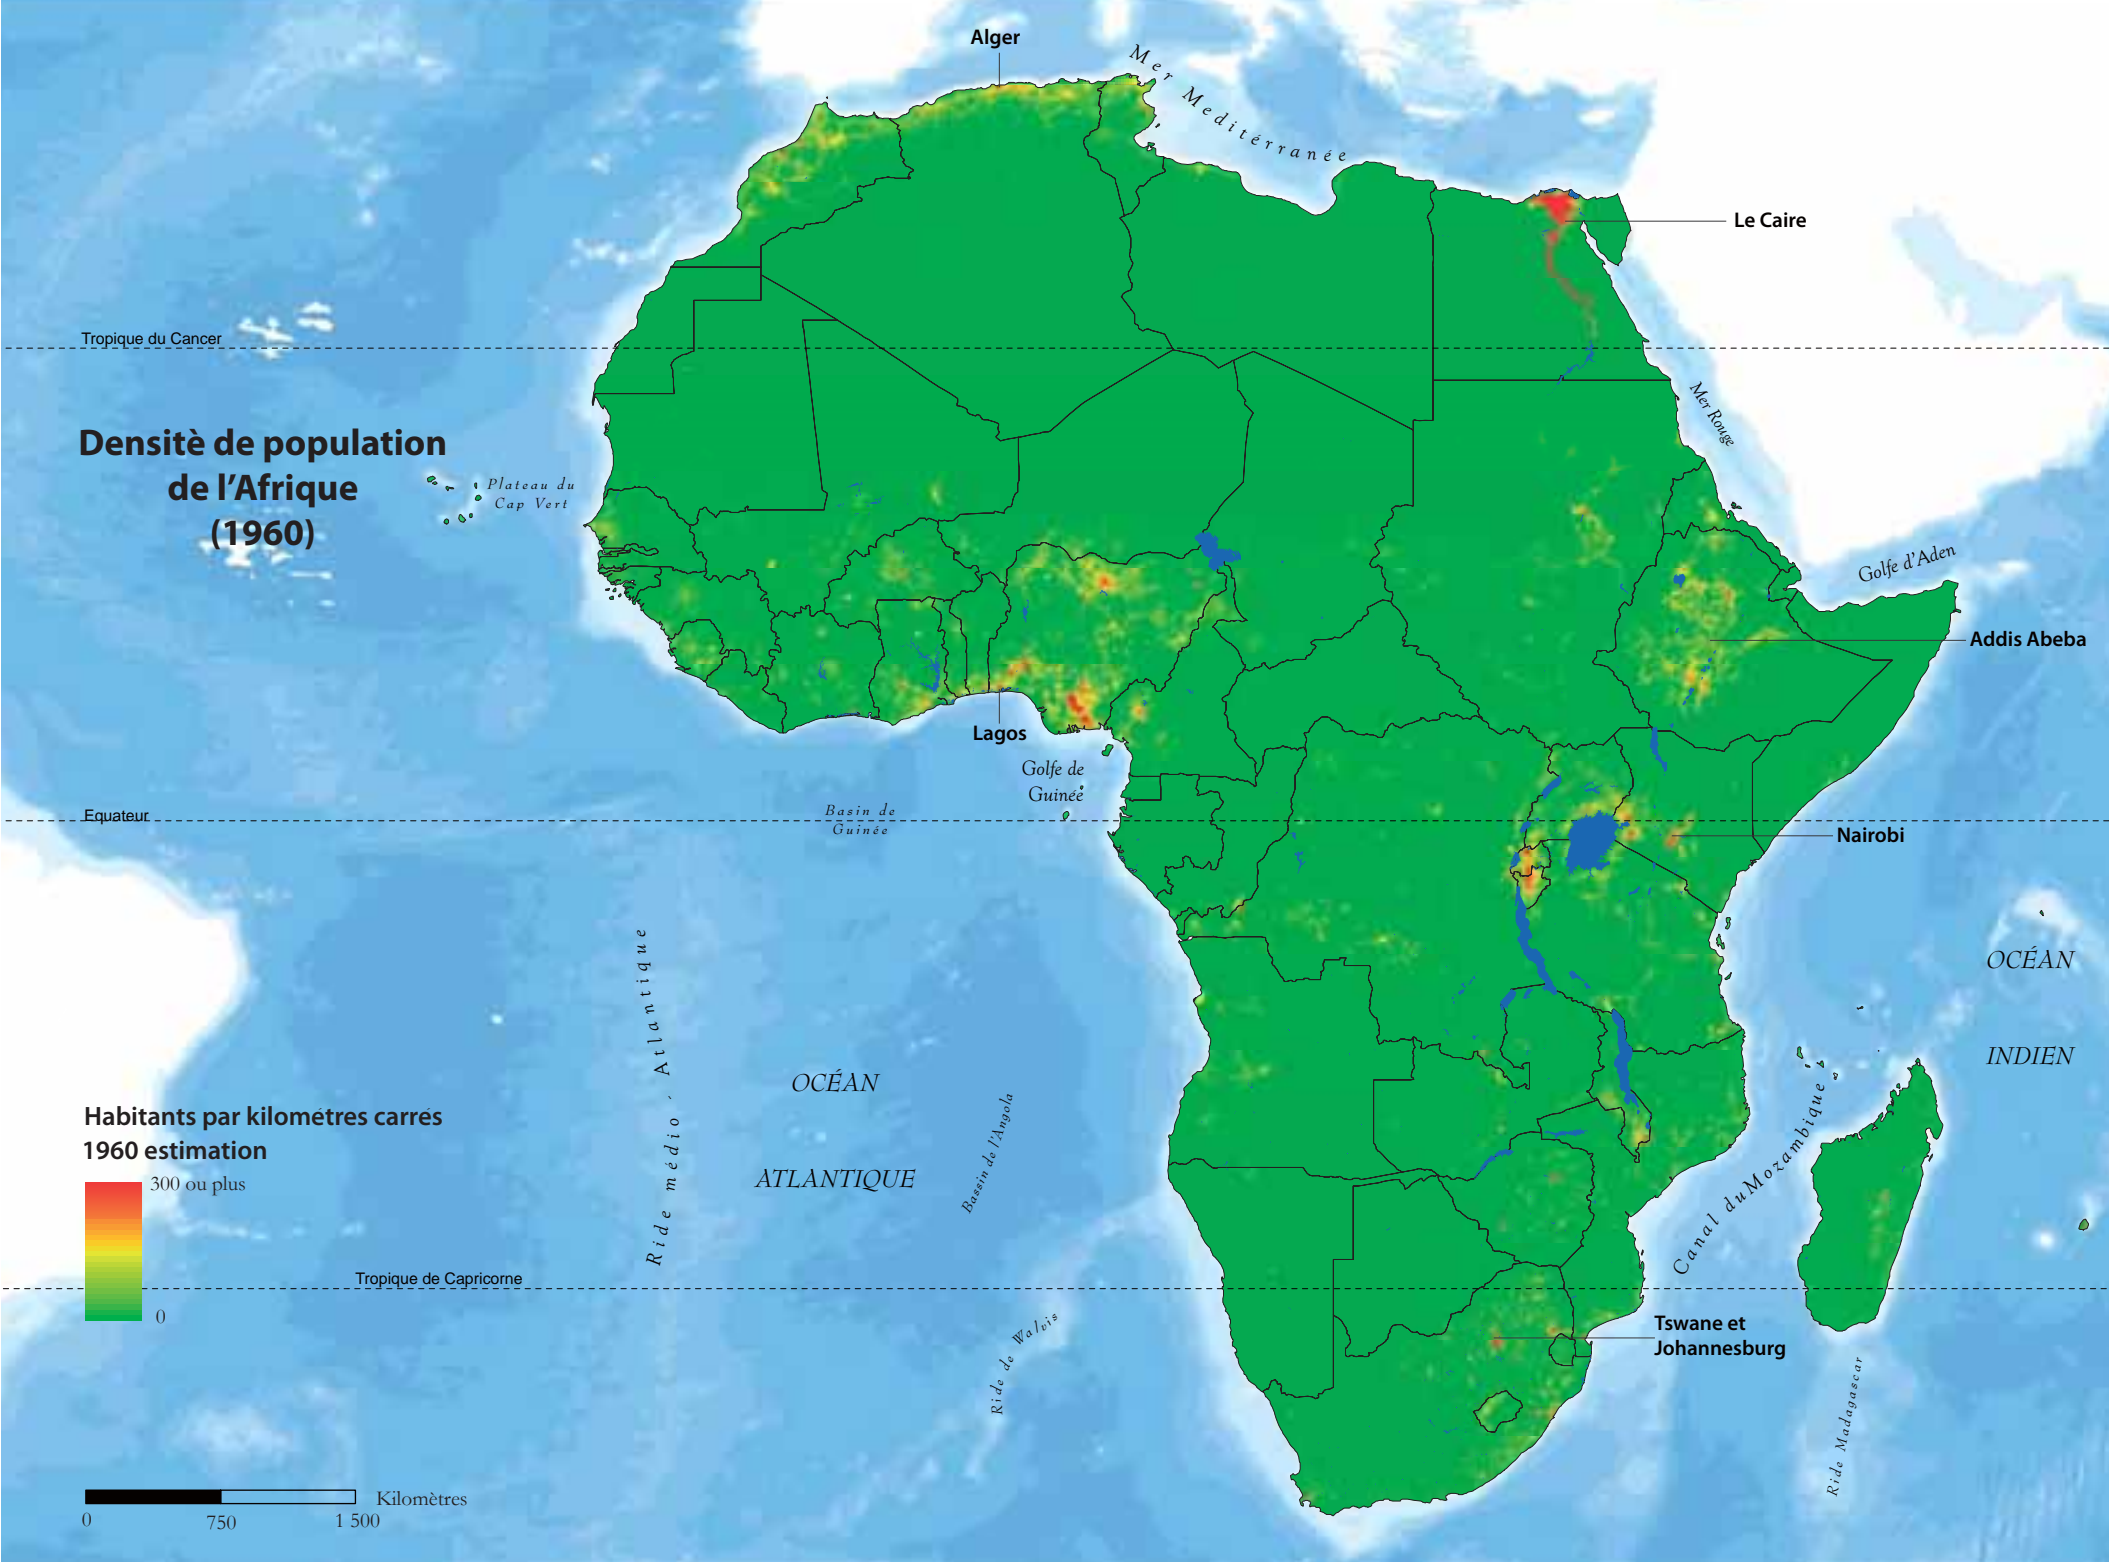 Alger
Mer Meditérranée
Le Caire
Tropique du Cancer
Mer Rouge
Densitè de population
de l'Afrique
(1960)
Plateau du
Cap Vert
Golfe d'Aden
Addis Abeba
Lagos
Golfe de
Guinée
Basin de
Guinée
Equateur
Nairobi
OCÉAN
INDIEN
Ride médio - Atlantique
OCÉAN
ATLANTIQUE
Bassin de l'Angola
Canal du Mozambique
Habitants par kilométres carrés
1960 estimation
300 ou plus
0
Tropique de Capricorne
Ride de Walvis
Tswane et
Johannesburg
Ride Madagascar
Kilomètres
0 750 1 500